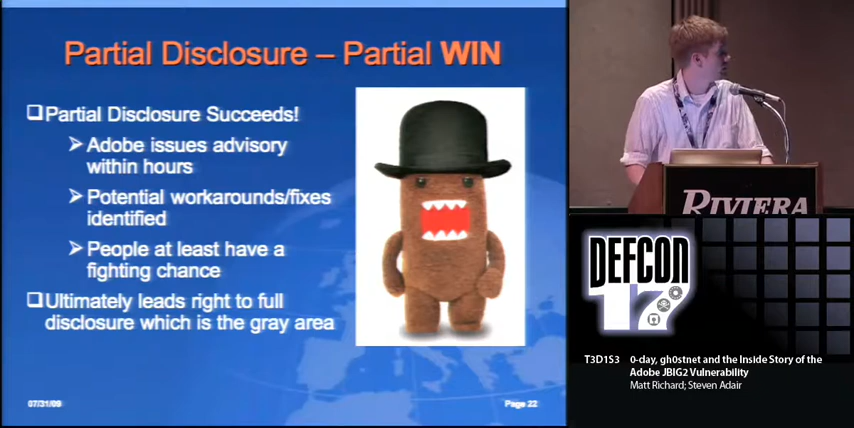 Partial Disclosure – Partial WIN
Partial Disclosure Succeeds!
Adobe issues advisory
within hours
Potential workarounds/fixes
identified
People at least have a
fighting chance
Ultimately leads right to full
disclosure which is the gray area
07/31/09
Page 22
RIVIERA
DEFCON
17
T3D1S3 0-day, gh0stnet and the Inside Story of the
Adobe JBIG2 Vulnerability
Matt Richard; Steven Adair